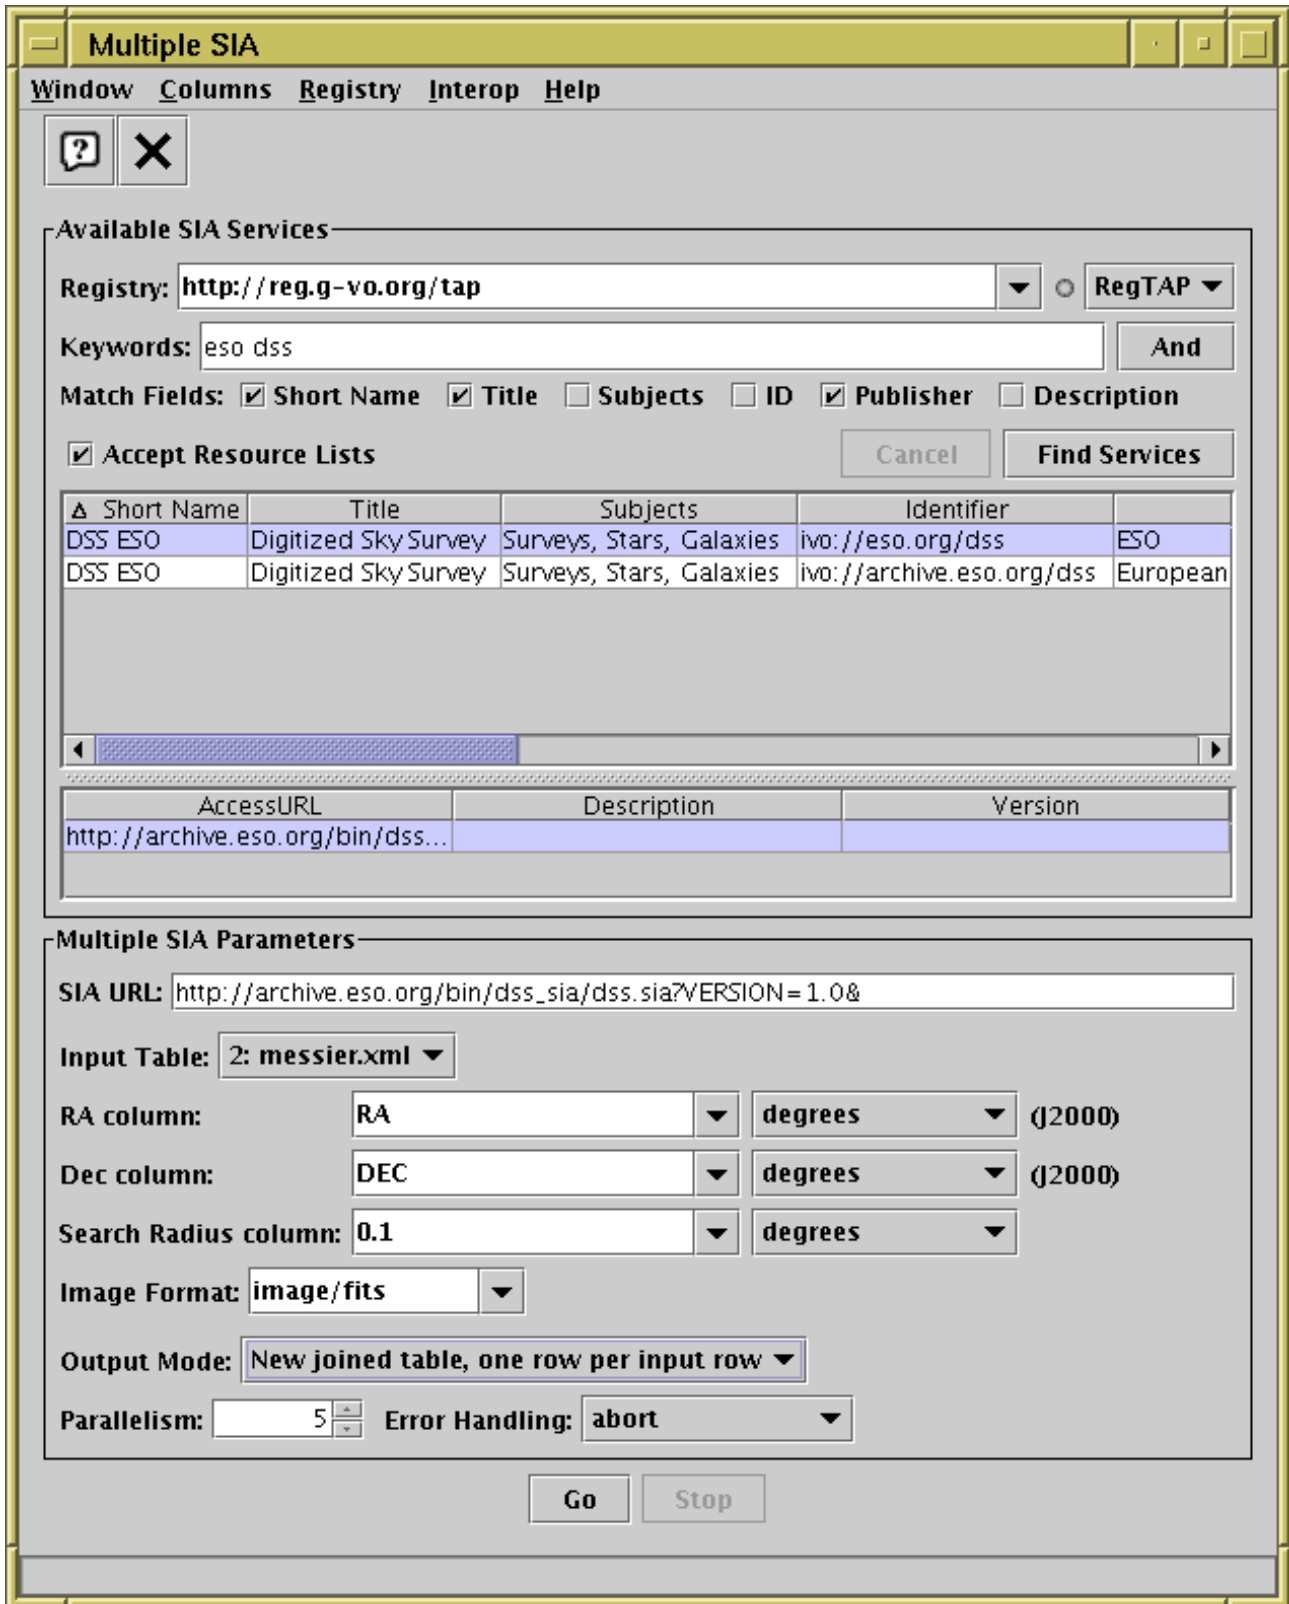 Multiple SIA
Window Columns Registry Interop Help
Available SIA Services
Registry: http://reg.g-vo.org/tap RegTAP
Keywords: eso dss And
Match Fields: Short Name Title Subjects ID Publisher Description
Accept Resource Lists Cancel Find Services
Short Name Title Subjects Identifier
DSS ESO Digitized Sky Survey Surveys, Stars, Galaxies ivo://eso.org/dss ESO
DSS ESO Digitized Sky Survey Surveys, Stars, Galaxies ivo://archive.eso.org/dss European
AccessURL Description Version
http://archive.eso.org/bin/dss...
Multiple SIA Parameters
SIA URL: http://archive.eso.org/bin/dss_sia/dss.sia?VERSION=1.0&
Input Table: 2: messier.xml
RA column: RA degrees (J2000)
Dec column: DEC degrees (J2000)
Search Radius column: 0.1 degrees
Image Format: image/fits
Output Mode: New joined table, one row per input row
Parallelism: 5 Error Handling: abort
Go Stop